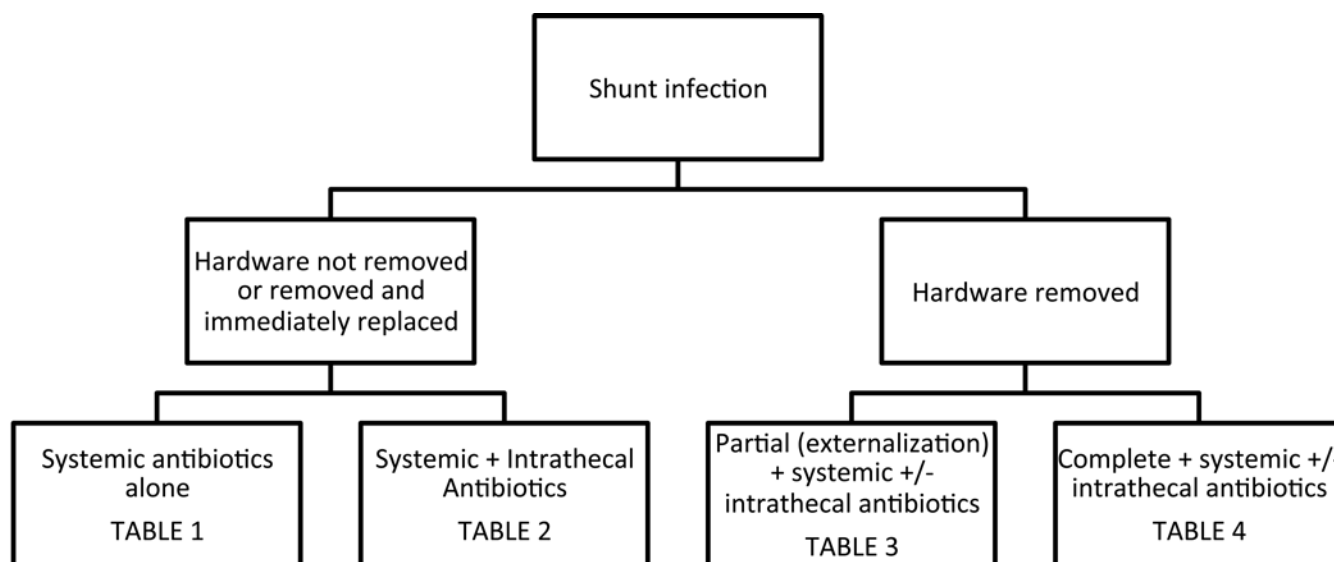 Shunt infection
Hardware not removed
or removed and
immediately replaced
Hardware removed
Systemic antibiotics
alone
TABLE 1
Systemic + Intrathecal
Antibiotics
TABLE 2
Partial (externalization)
+ systemic +/-
intrathecal antibiotics
TABLE 3
Complete + systemic +/-
intrathecal antibiotics
TABLE 4